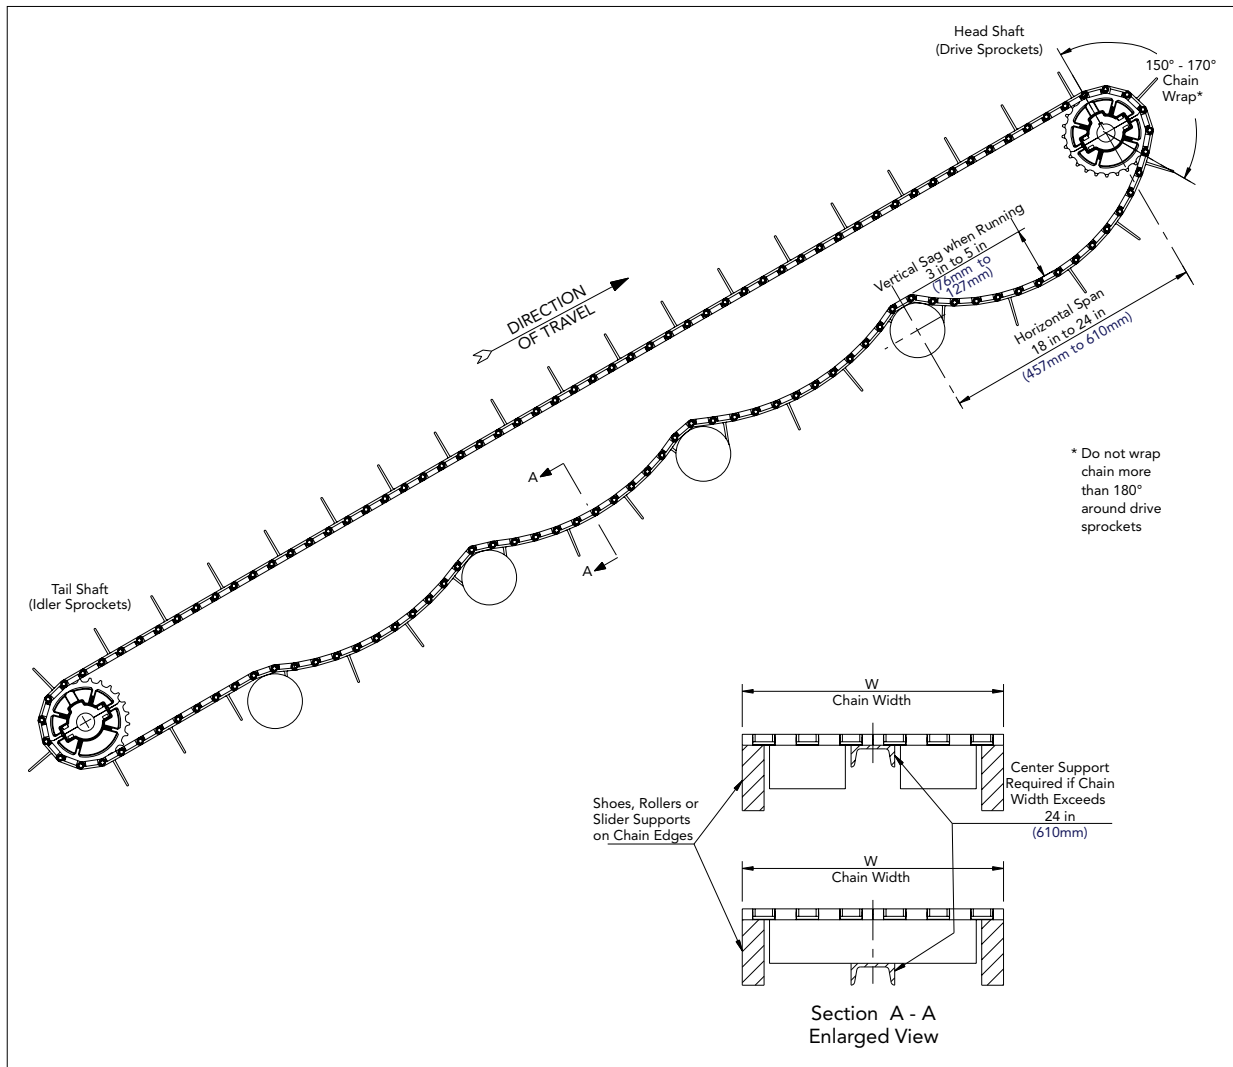 Head Shaft
(Drive Sprockets)
150° - 170°
Chain
Wrap*
Vertical Sag when Running
3 in to 5 in
(76mm to
127mm)
DIRECTION
OF TRAVEL
Horizontal Span
18 in to 24 in
(457mm to 610mm)
* Do not wrap
chain more
than 180°
around drive
sprockets
A
A
Tail Shaft
(Idler Sprockets)
W
Chain Width
Shoes, Rollers or
Slider Supports
on Chain Edges
Center Support
Required if Chain
Width Exceeds
24 in
(610mm)
W
Chain Width
Section A - A
Enlarged View